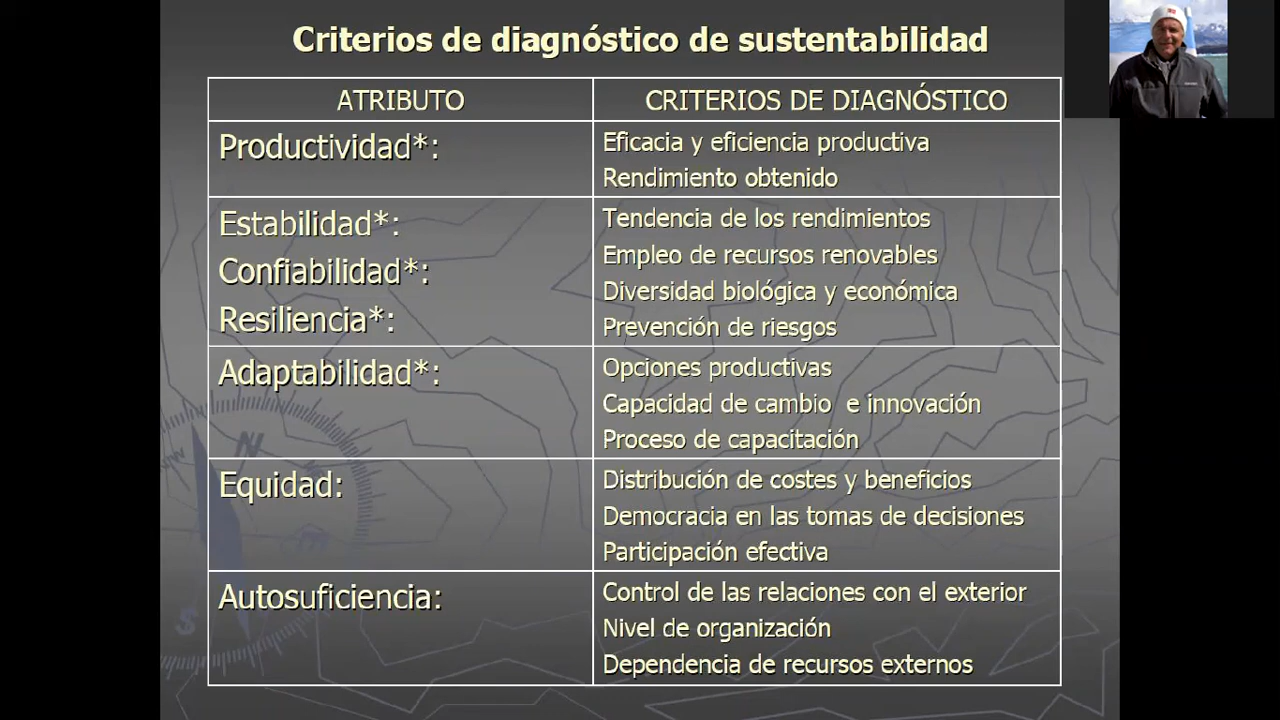 Criterios de diagnóstico de sustentabilidad
ATRIBUTO
CRITERIOS DE DIAGNÓSTICO
Productividad*:
Eficacia y eficiencia productiva
Rendimiento obtenido
Estabilidad*:
Confiabilidad*:
Resiliencia*:
Tendencia de los rendimientos
Empleo de recursos renovables
Diversidad biológica y económica
Prevención de riesgos
Adaptabilidad*:
Opciones productivas
Capacidad de cambio e innovación
Proceso de capacitación
Equidad:
Distribución de costes y beneficios
Democracia en las tomas de decisiones
Participación efectiva
Autosuficiencia:
Control de las relaciones con el exterior
Nivel de organización
Dependencia de recursos externos
N
S